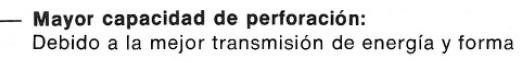 — Mayor capacidad de perforación:
Debido a la mejor transmisión de energía y forma